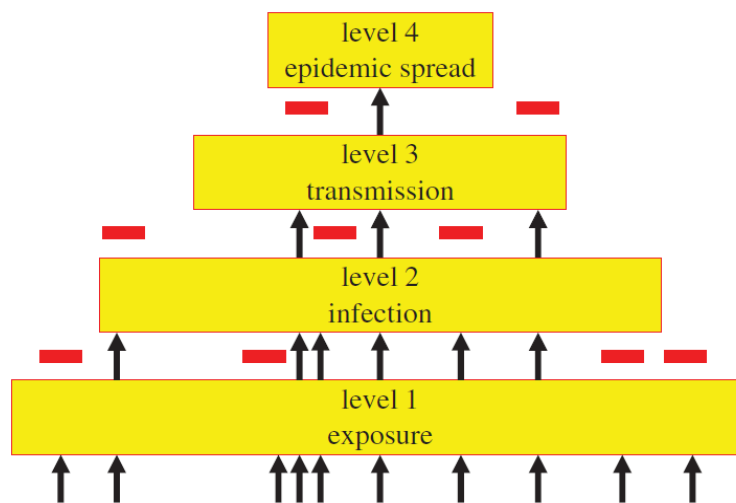 level 4
epidemic spread
level 3
transmission
level 2
infection
level 1
exposure